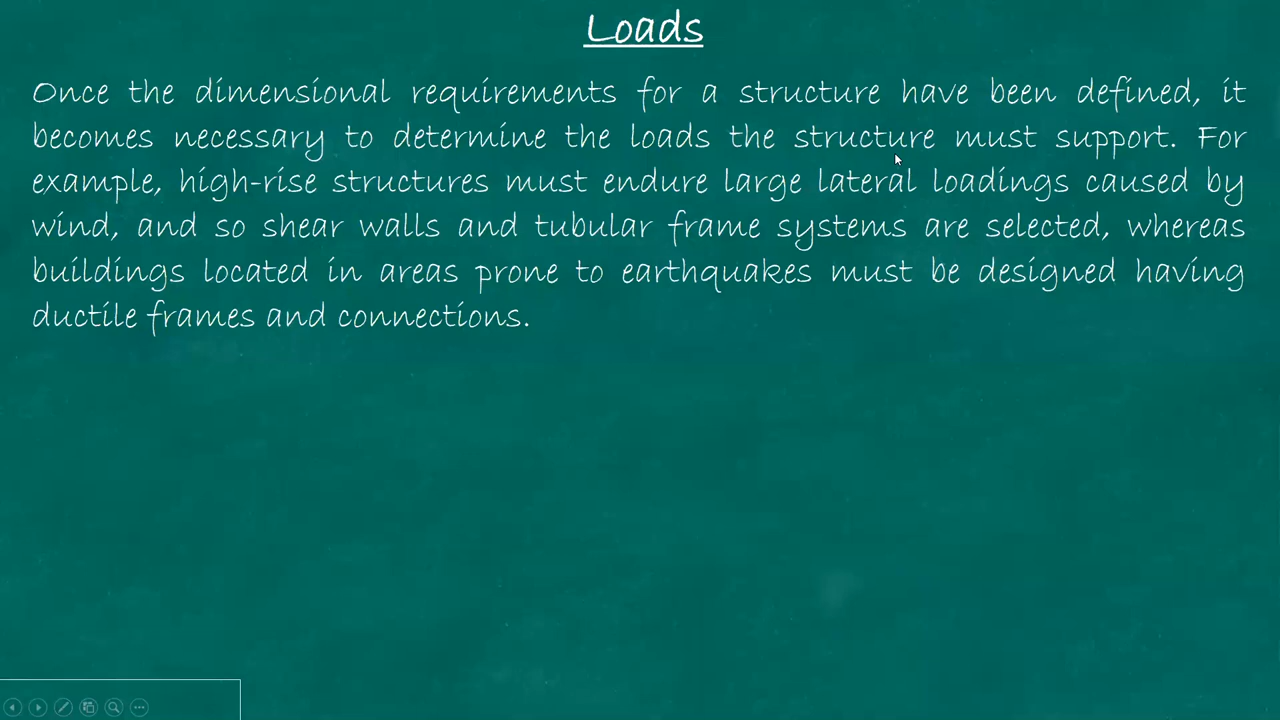 Loads
Once the dimensional requirements for a structure have been defined, it
becomes necessary to determine the loads the structure must support. For
example, high-rise structures must endure large lateral loadings caused by
wind, and so shear walls and tubular frame systems are selected, whereas
buildings located in areas prone to earthquakes must be designed having
ductile frames and connections.